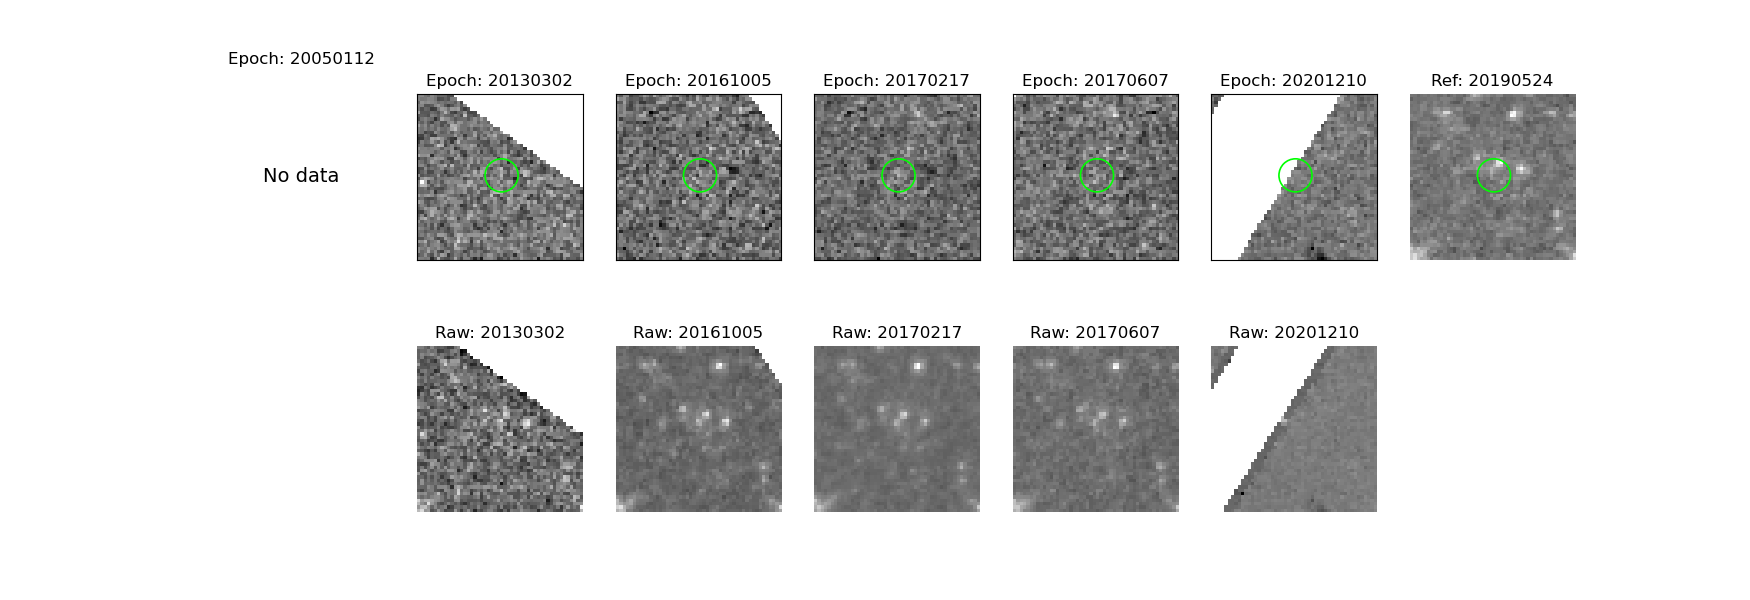 Epoch: 20050112
Epoch: 20130302
Epoch: 20161005
Epoch: 20170217
Epoch: 20170607
Epoch: 20201210
Ref: 20190524
No data
Raw: 20130302
Raw: 20161005
Raw: 20170217
Raw: 20170607
Raw: 20201210